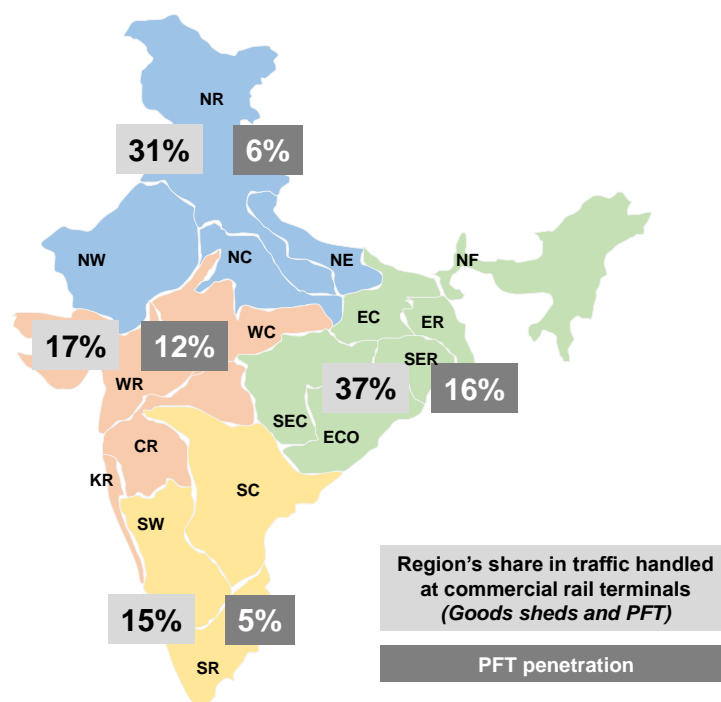 NR
31%
6%
NW
NC
NE
NF
EC
ER
WC
17%
12%
SER
WR
37%
16%
SEC
ECO
CR
KR
SC
SW
Region's share in traffic handled
at commercial rail terminals
(Goods sheds and PFT)
15%
5%
PFT penetration
SR